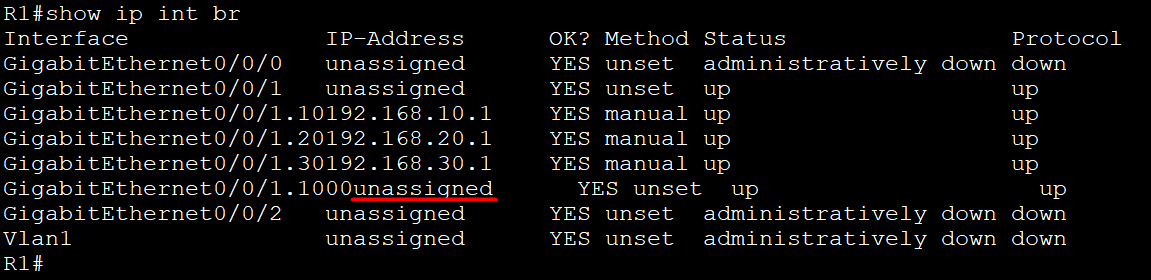 R1#show ip int br
Interface              IP-Address      OK? Method Status                Protocol
GigabitEthernet0/0/0   unassigned      YES unset  administratively down down
GigabitEthernet0/0/1   unassigned      YES unset  up                    up
GigabitEthernet0/0/1.10192.168.10.1    YES manual up                    up
GigabitEthernet0/0/1.20192.168.20.1    YES manual up                    up
GigabitEthernet0/0/1.30192.168.30.1    YES manual up                    up
GigabitEthernet0/0/1.1000unassigned      YES unset  up                    up
GigabitEthernet0/0/2   unassigned      YES unset  administratively down down
Vlan1                  unassigned      YES unset  administratively down down
R1#